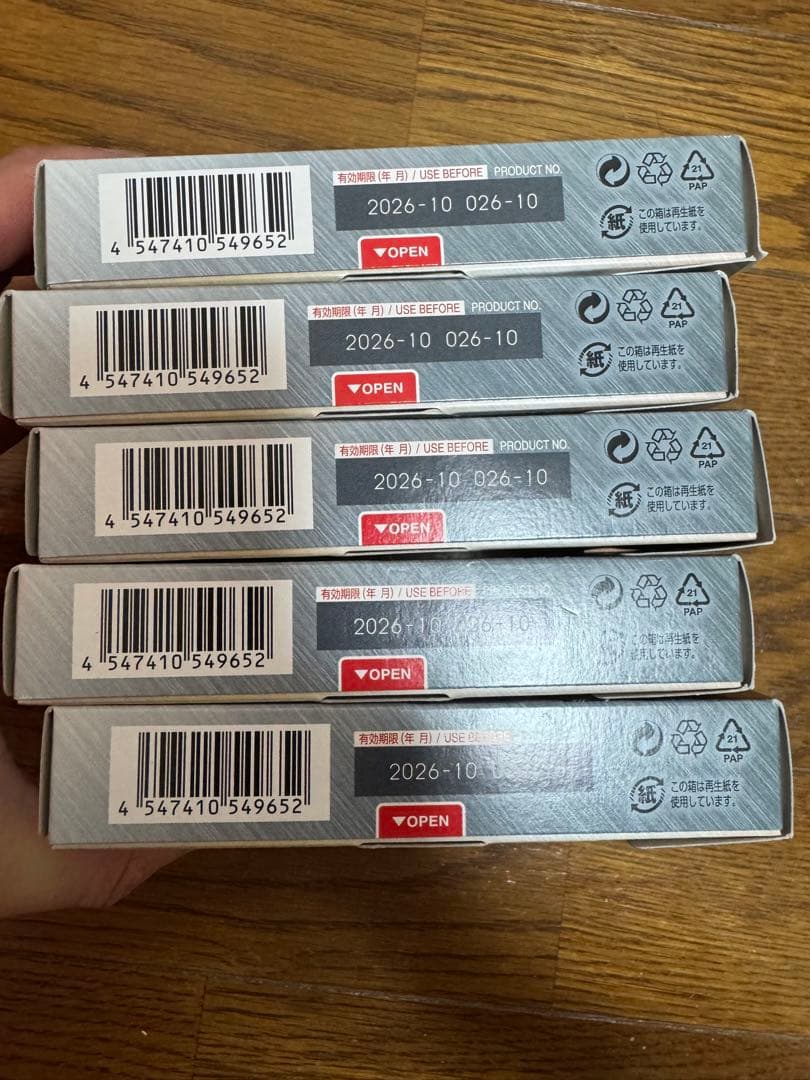 有効期限(年 月) / USE BEFORE PRODUCT NO.
2026-10 026-10
▼OPEN
4 547410 549652
21
PAP
紙 この箱は再生紙を
使用しています。
有効期限(年 月) / USE BEFORE PRODUCT NO.
2026-10 026-10
▼OPEN
4 547410 549652
21
PAP
紙 この箱は再生紙を
使用しています。
有効期限(年 月) / USE BEFORE PRODUCT NO.
2026-10 026-10
▼OPEN
4 547410 549652
21
PAP
紙 この箱は再生紙を
使用しています。
有効期限(年 月) / USE BEFORE PRODUCT NO.
2026-10
▼OPEN
4 547410 549652
21
PAP
この箱は再生紙を
使用しています。
有効期限(年 月) / USE
2026-10
▼OPEN
4 547410 549652
21
PAP
紙 この箱は再生紙を
使用しています。